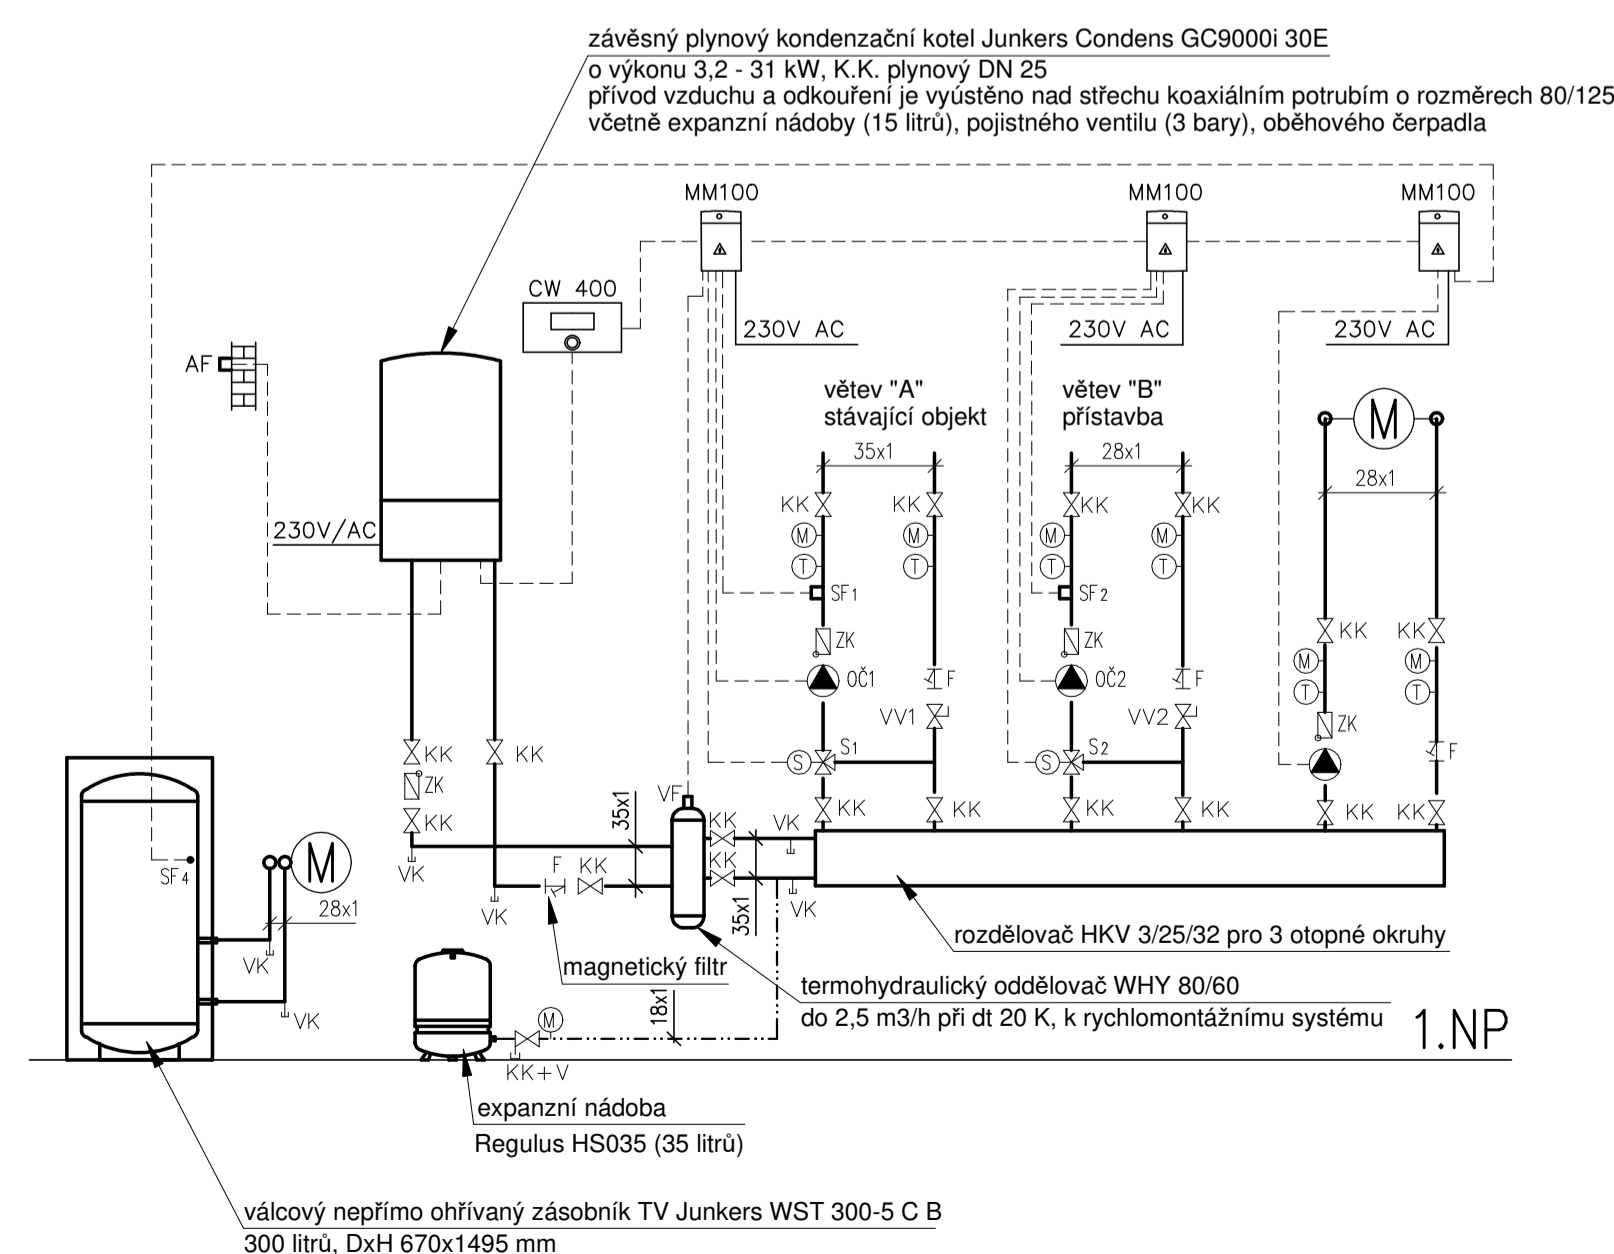 závěsný plynový kondenzační kotel Junkers Condens GC9000i 30E
o výkonu 3,2 - 31 kW, K.K. plynový DN 25
přívod vzduchu a odkouření je vyústěno nad střechu koaxiálním potrubím o rozměrech 80/125
včetně expanzní nádoby (15 litrů), pojistného ventilu (3 bary), oběhového čerpadla
MM100
MM100
MM100
CW 400
230V AC
230V AC
230V AC
AF
větev "A"
stávající objekt
větev "B"
přístavba
M
35x1
28x1
28x1
KK
KK
KK
KK
230V/AC
M
M
M
M
T
T
T
T
SF1
SF2
KK
KK
ZK
ZK
M
M
OČ1
F
OČ2
F
T
T
VV1
VV2
ZK
KK
KK
S
S1
S
S2
F
ZK
VF
KK
KK
KK
KK
KK
KK
KK
35x1
KK
VK
M
SF4
VK
F
KK
KK
28x1
VK
35x1
VK
VK
rozdělovač HKV 3/25/32 pro 3 otopné okruhy
magnetický filtr
termohydraulický oddělovač WHY 80/60
do 2,5 m3/h při dt 20 K, k rychlomontážnímu systému
1.NP
VK
18x1
M
KK+V
expanzní nádoba
Regulus HS035 (35 litrů)
válcový nepřímo ohřívaný zásobník TV Junkers WST 300-5 C B
300 litrů, DxH 670x1495 mm